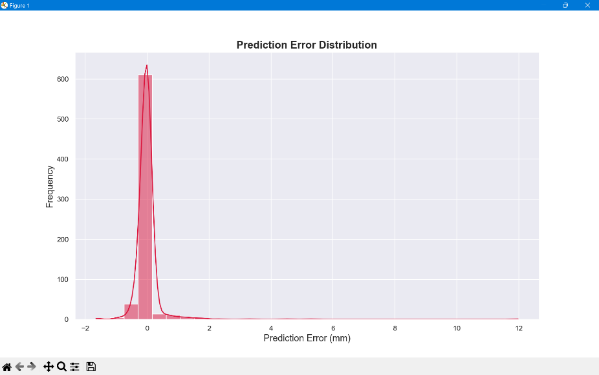 Figure 1
Prediction Error Distribution
600
500
400
300
200
100
0
Frequency
−2 0 2 4 6 8 10 12
Prediction Error (mm)